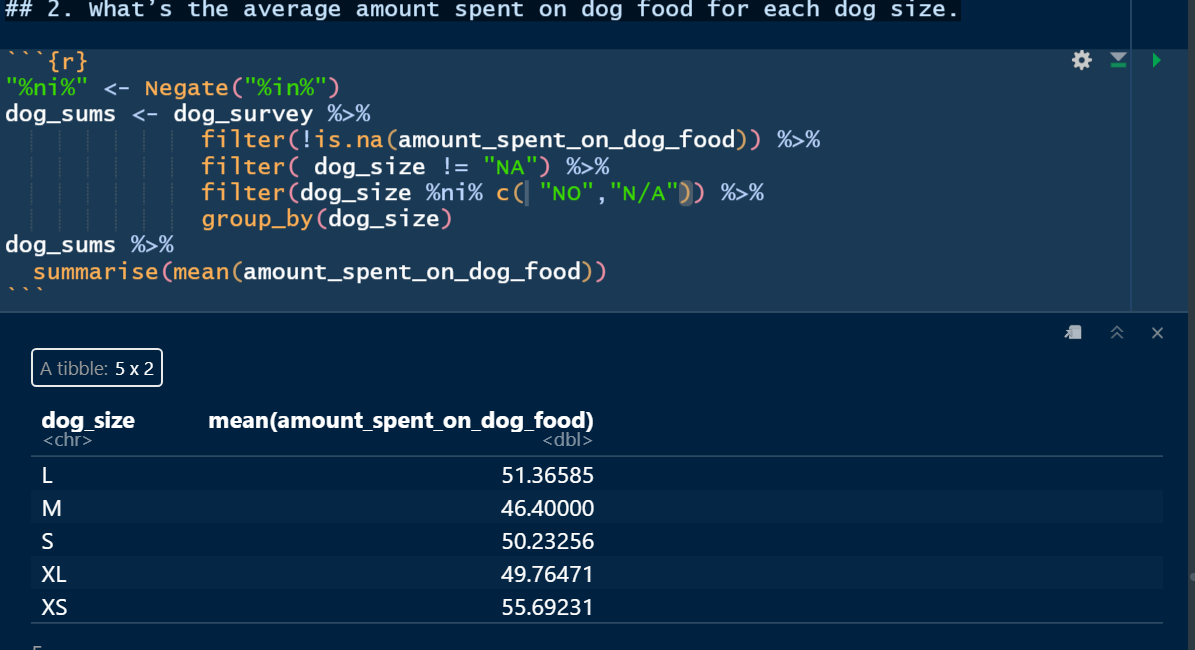 ## 2. What’s the average amount spent on dog food for each dog size.
```{r}
"%ni%" <- Negate("%in%")
dog_sums <- dog_survey %>%
filter(!is.na(amount_spent_on_dog_food)) %>%
filter( dog_size != "NA") %>%
filter(dog_size %ni% c( "NO","N/A")) %>%
group_by(dog_size)
dog_sums %>%
summarise(mean(amount_spent_on_dog_food))
```
A tibble: 5 x 2
dog_size mean(amount_spent_on_dog_food)
<chr> <dbl>
L 51.36585
M 46.40000
S 50.23256
XL 49.76471
XS 55.69231